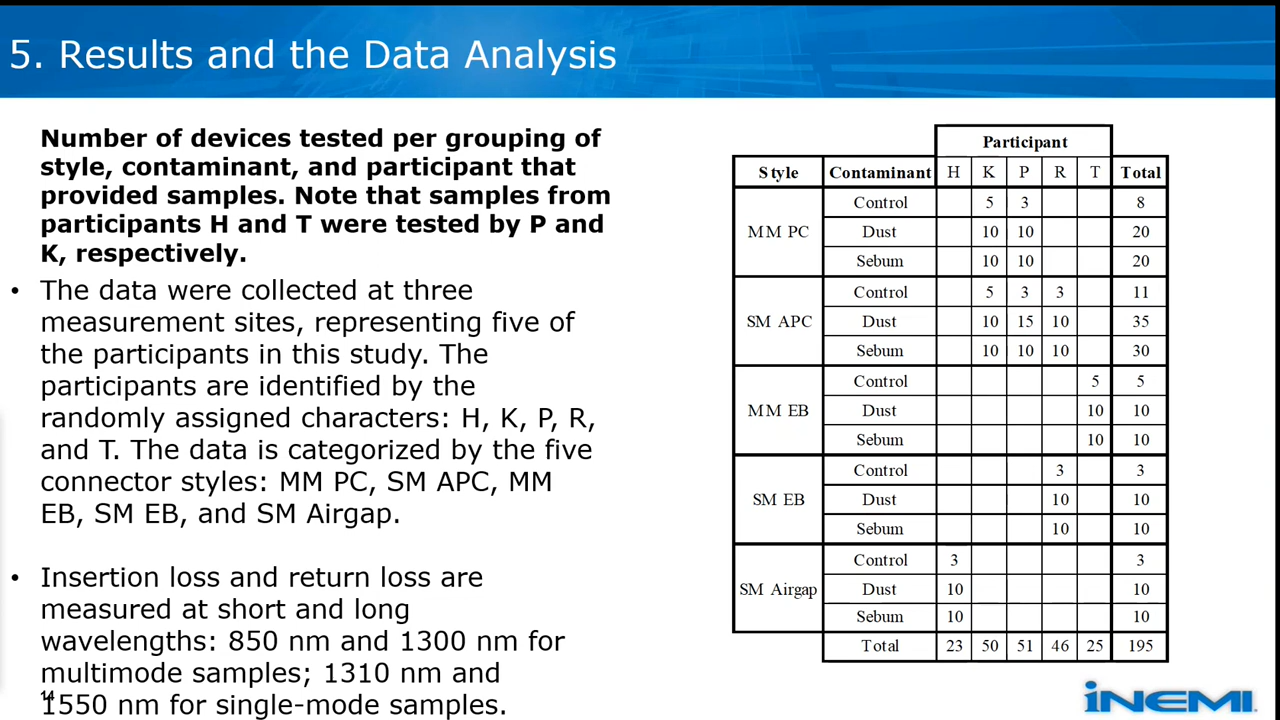 5. Results and the Data Analysis
Number of devices tested per grouping of
style, contaminant, and participant that
provided samples. Note that samples from
participants H and T were tested by P and
K, respectively.
• The data were collected at three
measurement sites, representing five of
the participants in this study. The
participants are identified by the
randomly assigned characters: H, K, P, R,
and T. The data is categorized by the five
connector styles: MM PC, SM APC, MM
EB, SM EB, and SM Airgap.
• Insertion loss and return loss are
measured at short and long
wavelengths: 850 nm and 1300 nm for
multimode samples; 1310 nm and
1550 nm for single-mode samples.
14
Participant
Style Contaminant H K P R T Total
MM PC
Control 5 3 8
Dust 10 10 20
Sebum 10 10 20
SM APC
Control 5 3 3 11
Dust 10 15 10 35
Sebum 10 10 10 30
MM EB
Control 5 5
Dust 10 10
Sebum 10 10
SM EB
Control 3 3
Dust 10 10
Sebum 10 10
SM Airgap
Control 3 3
Dust 10 10
Sebum 10 10
Total 23 50 51 46 25 195
iNEMI